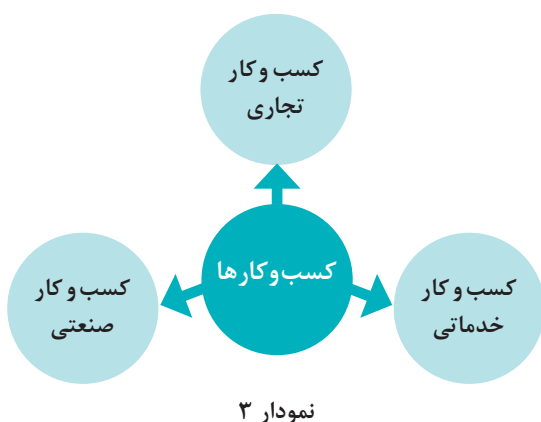 کسب و کار
تجاری
کسب‌وکارها
کسب و کار
خدماتی
کسب و کار
صنعتی
نمودار ۳